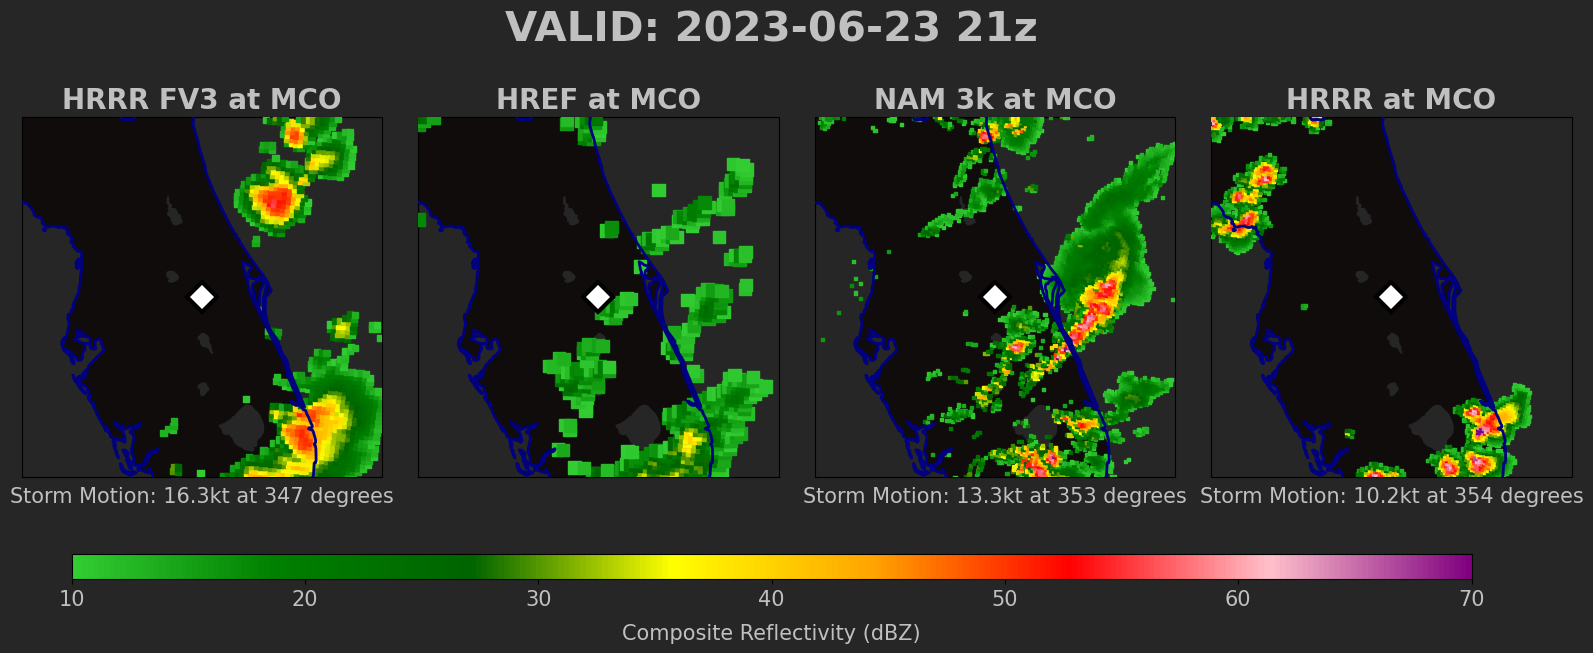 VALID: 2023-06-23 21z
HRRR FV3 at MCO
HREF at MCO
NAM 3k at MCO
HRRR at MCO
Storm Motion: 16.3kt at 347 degrees
Storm Motion: 13.3kt at 353 degrees
Storm Motion: 10.2kt at 354 degrees
10 20 30 40 50 60 70
Composite Reflectivity (dBZ)